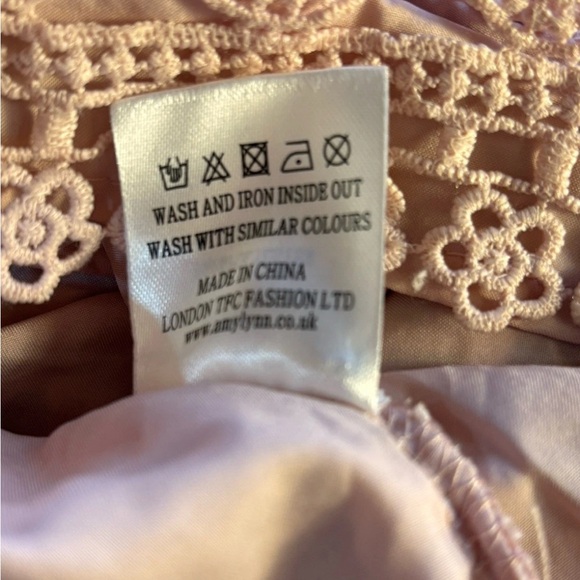 WASH AND IRON INSIDE OUT
WASH WITH SIMILAR COLOURS
MADE IN CHINA
LONDON TFC FASHION LTD
www.amylynn.co.uk